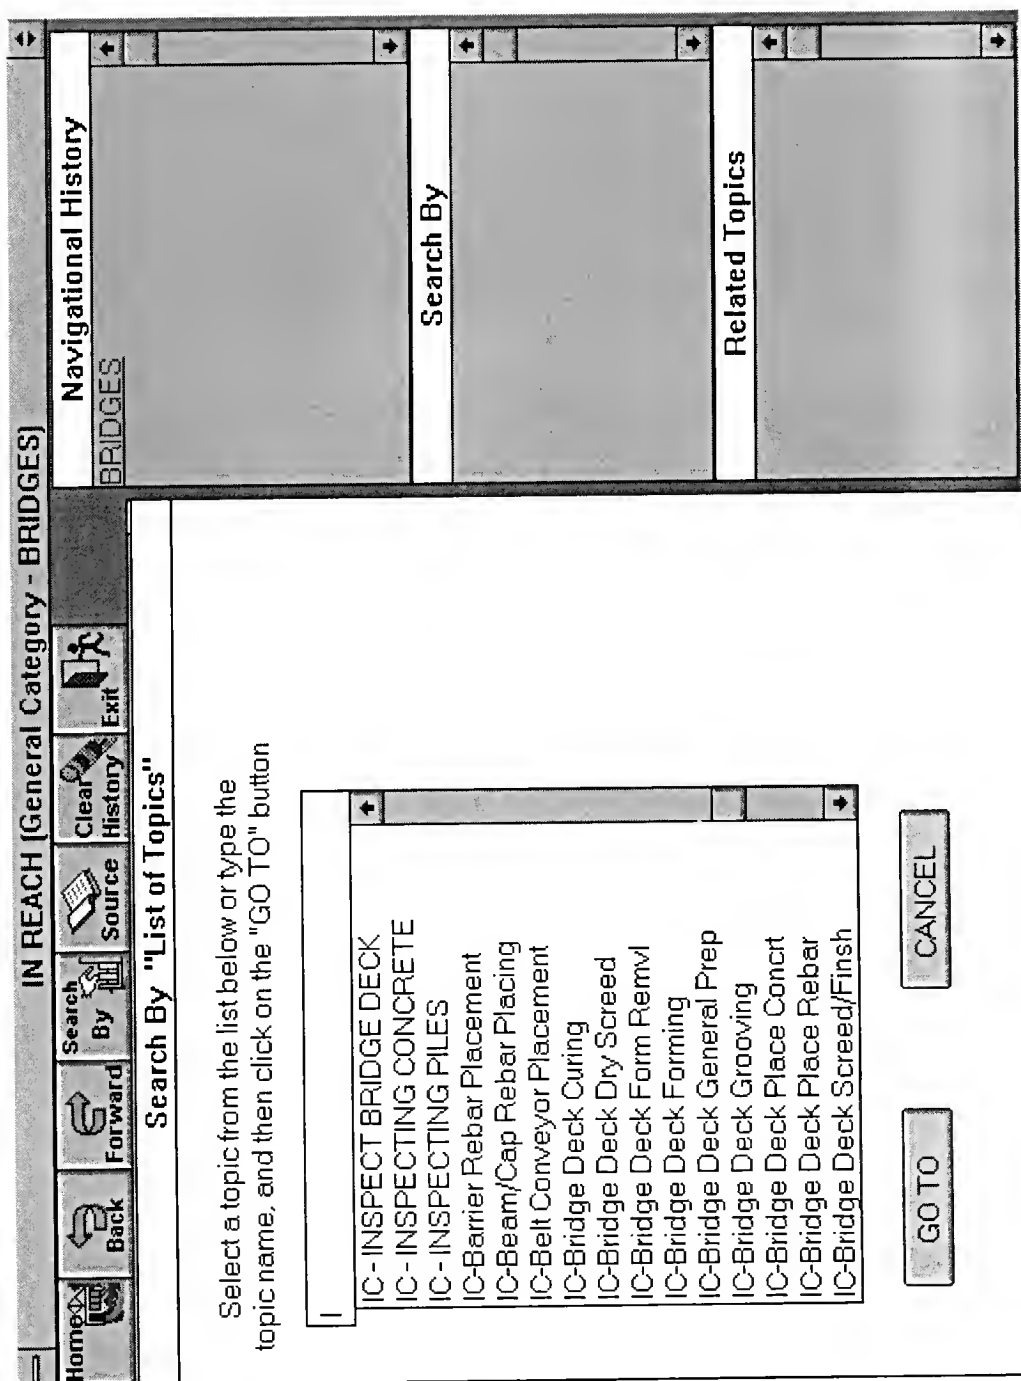 IN REACH (General Category - BRIDGES)
Home
Back
Forward
Search
By
Source
Clear
History
Exit
Search By "List of Topics"
Select a topic from the list below or type the
topic name, and then click on the "GO TO" button
IC - INSPECT BRIDGE DECK
IC - INSPECTING CONCRETE
IC - INSPECTING PILES
IC-Barrier Rebar Placement
IC-Beam/Cap Rebar Placing
IC-Belt Conveyor Placement
IC-Bridge Deck Curing
IC-Bridge Deck Dry Screed
IC-Bridge Deck Form Remvl
IC-Bridge Deck Forming
IC-Bridge Deck General Prep
IC-Bridge Deck Grooving
IC-Bridge Deck Place Concrt
IC-Bridge Deck Place Rebar
IC-Bridge Deck Screed/Finsh
GO TO
CANCEL
Navigational History
BRIDGES
Search By
Related Topics